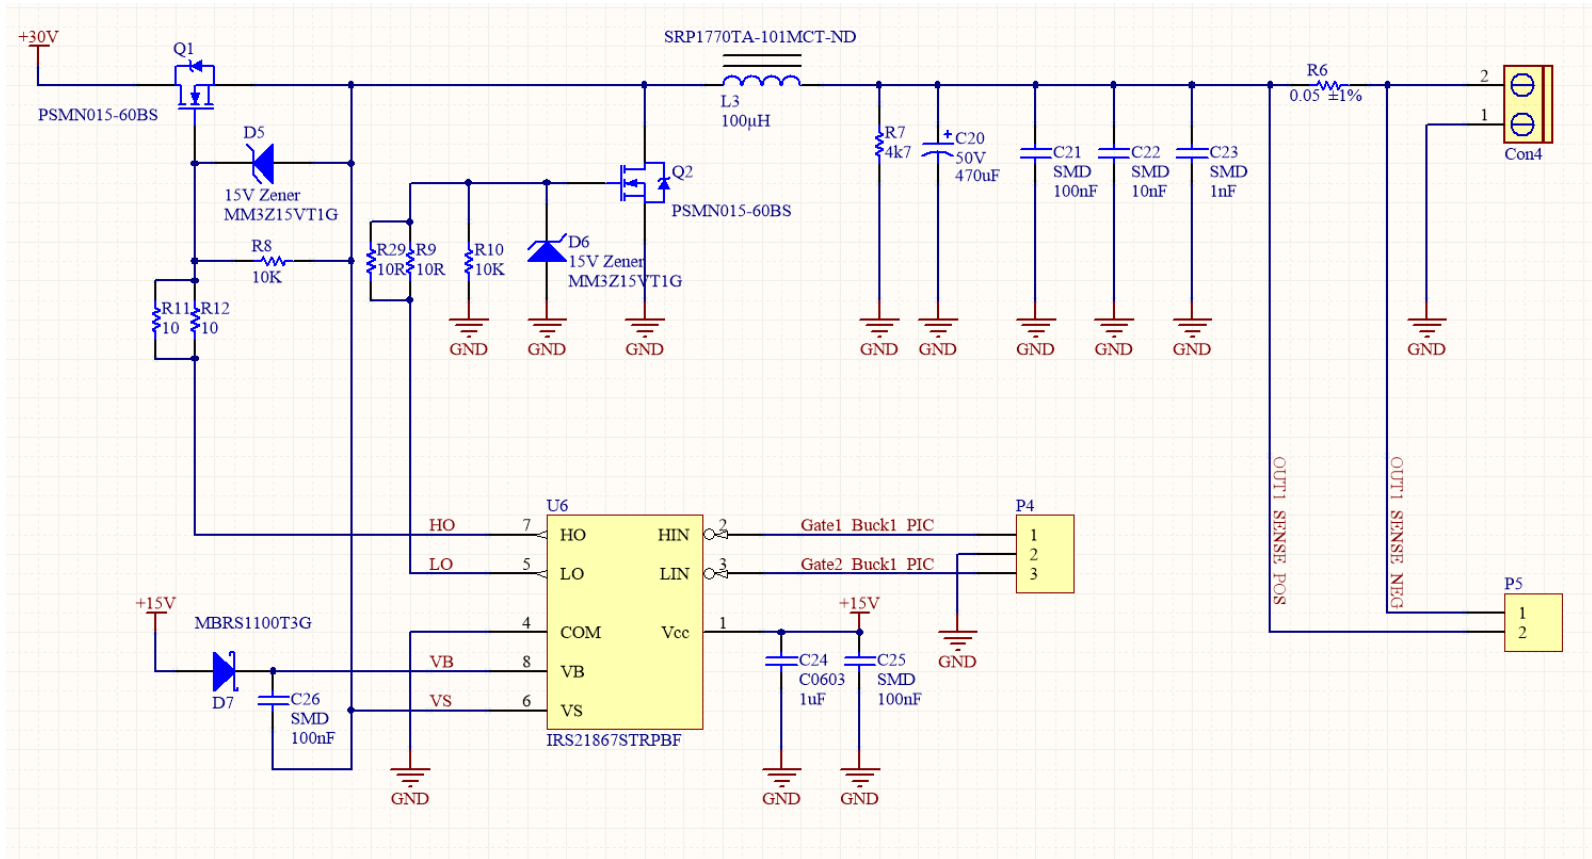 +30V
Q1
PSMN015-60BS
D5
15V Zener
MM3Z15VT1G
R8
10K
R11
10
R12
10
R29
10R
R9
10R
R10
10K
D6
15V Zener
MM3Z15VT1G
Q2
PSMN015-60BS
SRP1770TA-101MCT-ND
L3
100µH
R7
4k7
+
C20
50V
470uF
C21
SMD
100nF
C22
SMD
10nF
C23
SMD
1nF
R6
0.05 ±1%
2
1
Con4
GND
GND
GND
GND
GND
GND
GND
GND
GND
OUT1 SENSE POS
OUT1 SENSE NEG
U6
HO
7
HO
LO
5
LO
4
COM
VB
8
VB
VS
6
VS
HIN
2
LIN
3
Vcc
1
IRS21867STRPBF
Gate1 Buck1 PIC
Gate2 Buck1 PIC
P4
1
2
3
GND
+15V
C24
C0603
1uF
C25
SMD
100nF
GND
GND
+15V
MBRS1100T3G
D7
C26
SMD
100nF
GND
P5
1
2